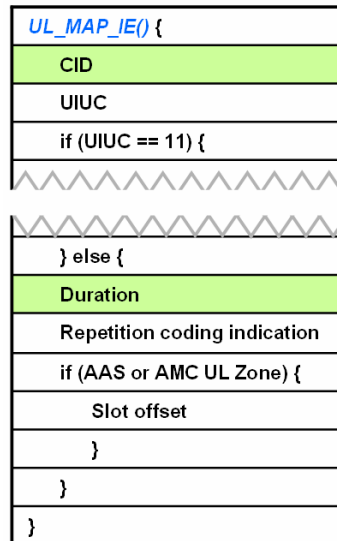 UL_MAP_IE() {
CID
UIUC
if (UIUC == 11) {
} else {
Duration
Repetition coding indication
if (AAS or AMC UL Zone) {
Slot offset
}
}
}